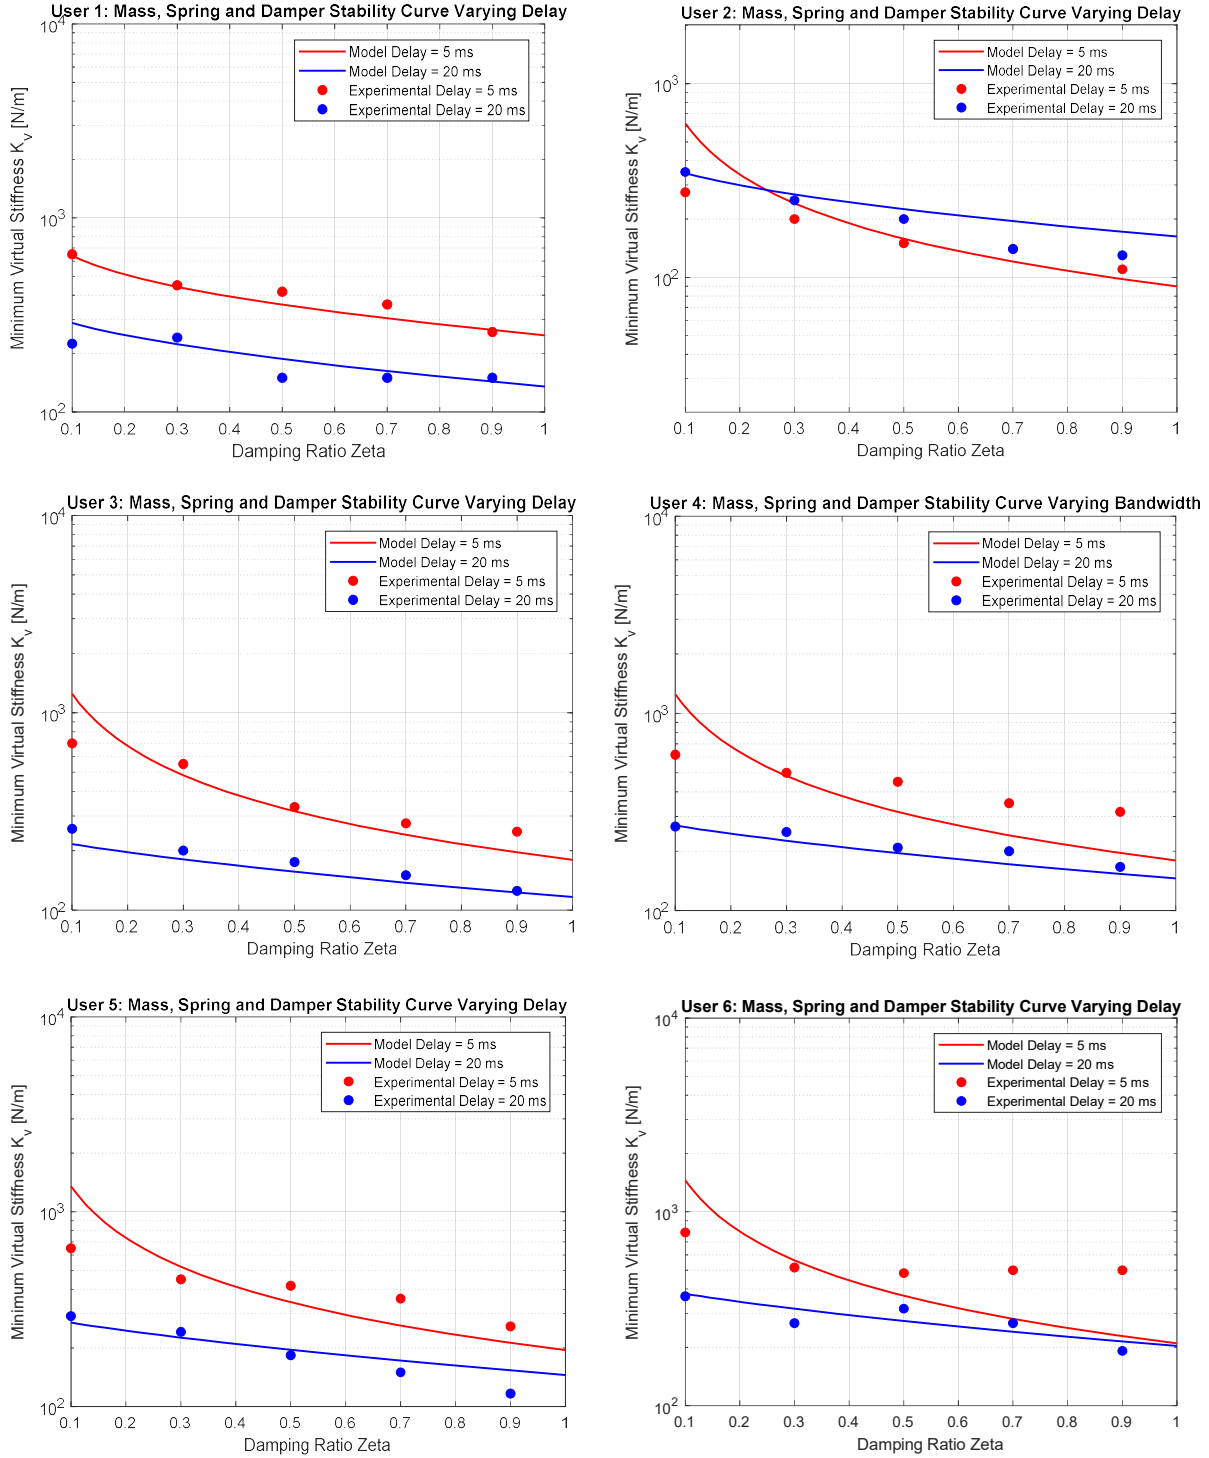 User 1: Mass, Spring and Damper Stability Curve Varying Delay
Model Delay = 5 ms
Model Delay = 20 ms
Experimental Delay = 5 ms
Experimental Delay = 20 ms
Minimum Virtual Stiffness K_v [N/m]
10^4
10^3
10^2
0.1 0.2 0.3 0.4 0.5 0.6 0.7 0.8 0.9 1
Damping Ratio Zeta
User 2: Mass, Spring and Damper Stability Curve Varying Delay
Model Delay = 5 ms
Model Delay = 20 ms
Experimental Delay = 5 ms
Experimental Delay = 20 ms
Minimum Virtual Stiffness K_v [N/m]
10^3
10^2
0.1 0.2 0.3 0.4 0.5 0.6 0.7 0.8 0.9 1
Damping Ratio Zeta
User 3: Mass, Spring and Damper Stability Curve Varying Delay
Model Delay = 5 ms
Model Delay = 20 ms
Experimental Delay = 5 ms
Experimental Delay = 20 ms
Minimum Virtual Stiffness K_v [N/m]
10^4
10^3
10^2
0.1 0.2 0.3 0.4 0.5 0.6 0.7 0.8 0.9 1
Damping Ratio Zeta
User 4: Mass, Spring and Damper Stability Curve Varying Bandwidth
Model Delay = 5 ms
Model Delay = 20 ms
Experimental Delay = 5 ms
Experimental Delay = 20 ms
Minimum Virtual Stiffness K_v [N/m]
10^4
10^3
10^2
0.1 0.2 0.3 0.4 0.5 0.6 0.7 0.8 0.9 1
Damping Ratio Zeta
User 5: Mass, Spring and Damper Stability Curve Varying Delay
Model Delay = 5 ms
Model Delay = 20 ms
Experimental Delay = 5 ms
Experimental Delay = 20 ms
Minimum Virtual Stiffness K_v [N/m]
10^4
10^3
10^2
0.1 0.2 0.3 0.4 0.5 0.6 0.7 0.8 0.9 1
Damping Ratio Zeta
User 6: Mass, Spring and Damper Stability Curve Varying Delay
Model Delay = 5 ms
Model Delay = 20 ms
Experimental Delay = 5 ms
Experimental Delay = 20 ms
Minimum Virtual Stiffness K_v [N/m]
10^4
10^3
10^2
0.1 0.2 0.3 0.4 0.5 0.6 0.7 0.8 0.9 1
Damping Ratio Zeta